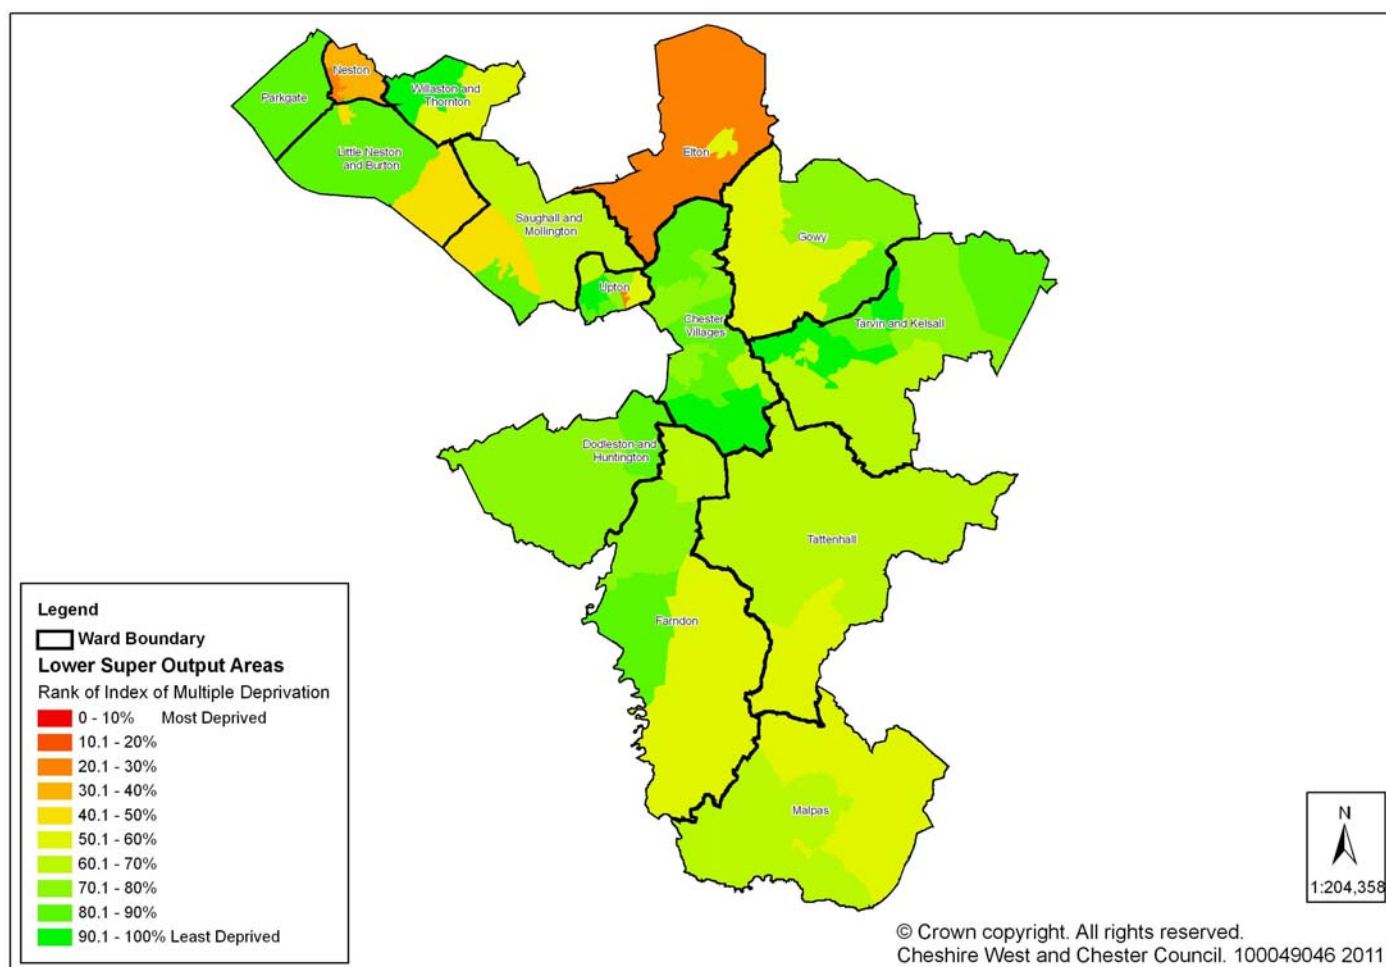 Neston
Parkgate
Willaston and
Thornton
Little Neston
and Burton
Elton
Saughall and
Mollington
Gowy
Upton
Chester
Villages
Tarvin and Kelsall
Dodleston and
Huntington
Tattenhall
Farndon
Malpas
Legend
Ward Boundary
Lower Super Output Areas
Rank of Index of Multiple Deprivation
0 - 10% Most Deprived
10.1 - 20%
20.1 - 30%
30.1 - 40%
40.1 - 50%
50.1 - 60%
60.1 - 70%
70.1 - 80%
80.1 - 90%
90.1 - 100% Least Deprived
N
1:204,358
© Crown copyright. All rights reserved.
Cheshire West and Chester Council. 100049046 2011